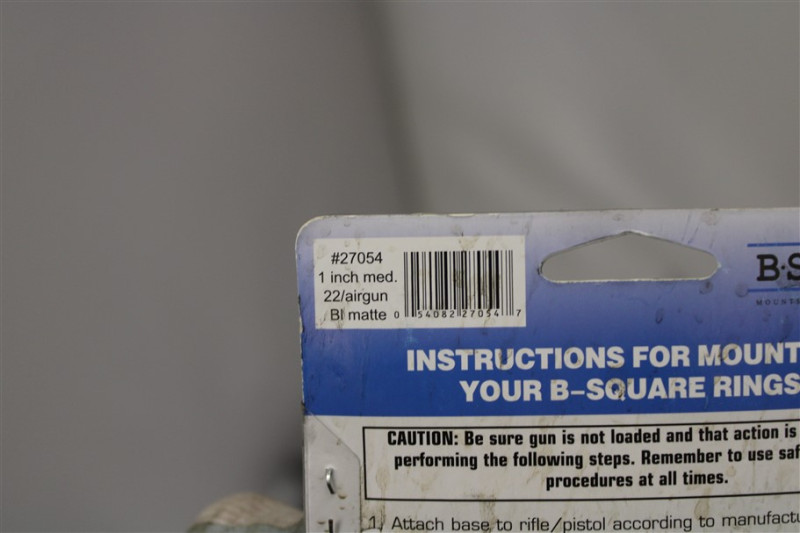 #27054
1 inch med.
22/airgun
Bl matte
0 54082 27054 7
B·S
INSTRUCTIONS FOR MOUNT
YOUR B-SQUARE RINGS
CAUTION: Be sure gun is not loaded and that action is
performing the following steps. Remember to use saf
procedures at all times.
1. Attach base to rifle/pistol according to manufactu